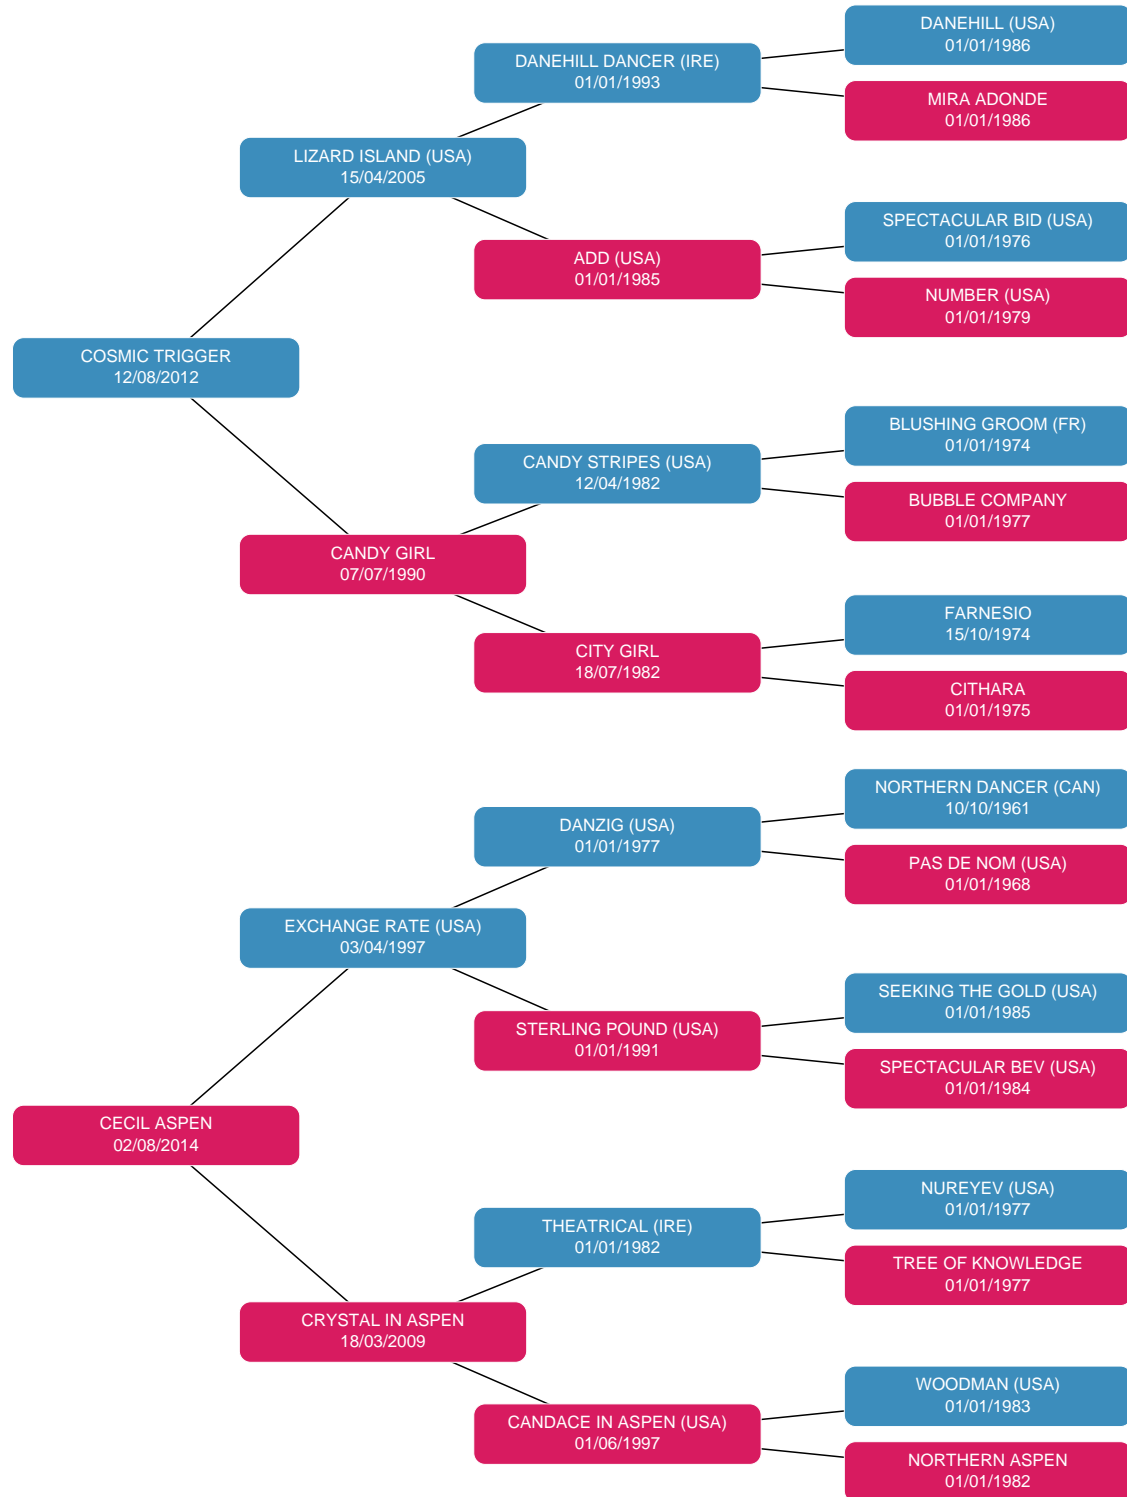 DANEHILL (USA)
01/01/1986
DANEHILL DANCER (IRE)
01/01/1993
MIRA ADONDE
01/01/1986
LIZARD ISLAND (USA)
15/04/2005
SPECTACULAR BID (USA)
01/01/1976
ADD (USA)
01/01/1985
NUMBER (USA)
01/01/1979
COSMIC TRIGGER
12/08/2012
BLUSHING GROOM (FR)
01/01/1974
CANDY STRIPES (USA)
12/04/1982
BUBBLE COMPANY
01/01/1977
CANDY GIRL
07/07/1990
FARNESIO
15/10/1974
CITY GIRL
18/07/1982
CITHARA
01/01/1975
NORTHERN DANCER (CAN)
10/10/1961
DANZIG (USA)
01/01/1977
PAS DE NOM (USA)
01/01/1968
EXCHANGE RATE (USA)
03/04/1997
SEEKING THE GOLD (USA)
01/01/1985
STERLING POUND (USA)
01/01/1991
SPECTACULAR BEV (USA)
01/01/1984
CECIL ASPEN
02/08/2014
NUREYEV (USA)
01/01/1977
THEATRICAL (IRE)
01/01/1982
TREE OF KNOWLEDGE
01/01/1977
CRYSTAL IN ASPEN
18/03/2009
WOODMAN (USA)
01/01/1983
CANDACE IN ASPEN (USA)
01/06/1997
NORTHERN ASPEN
01/01/1982